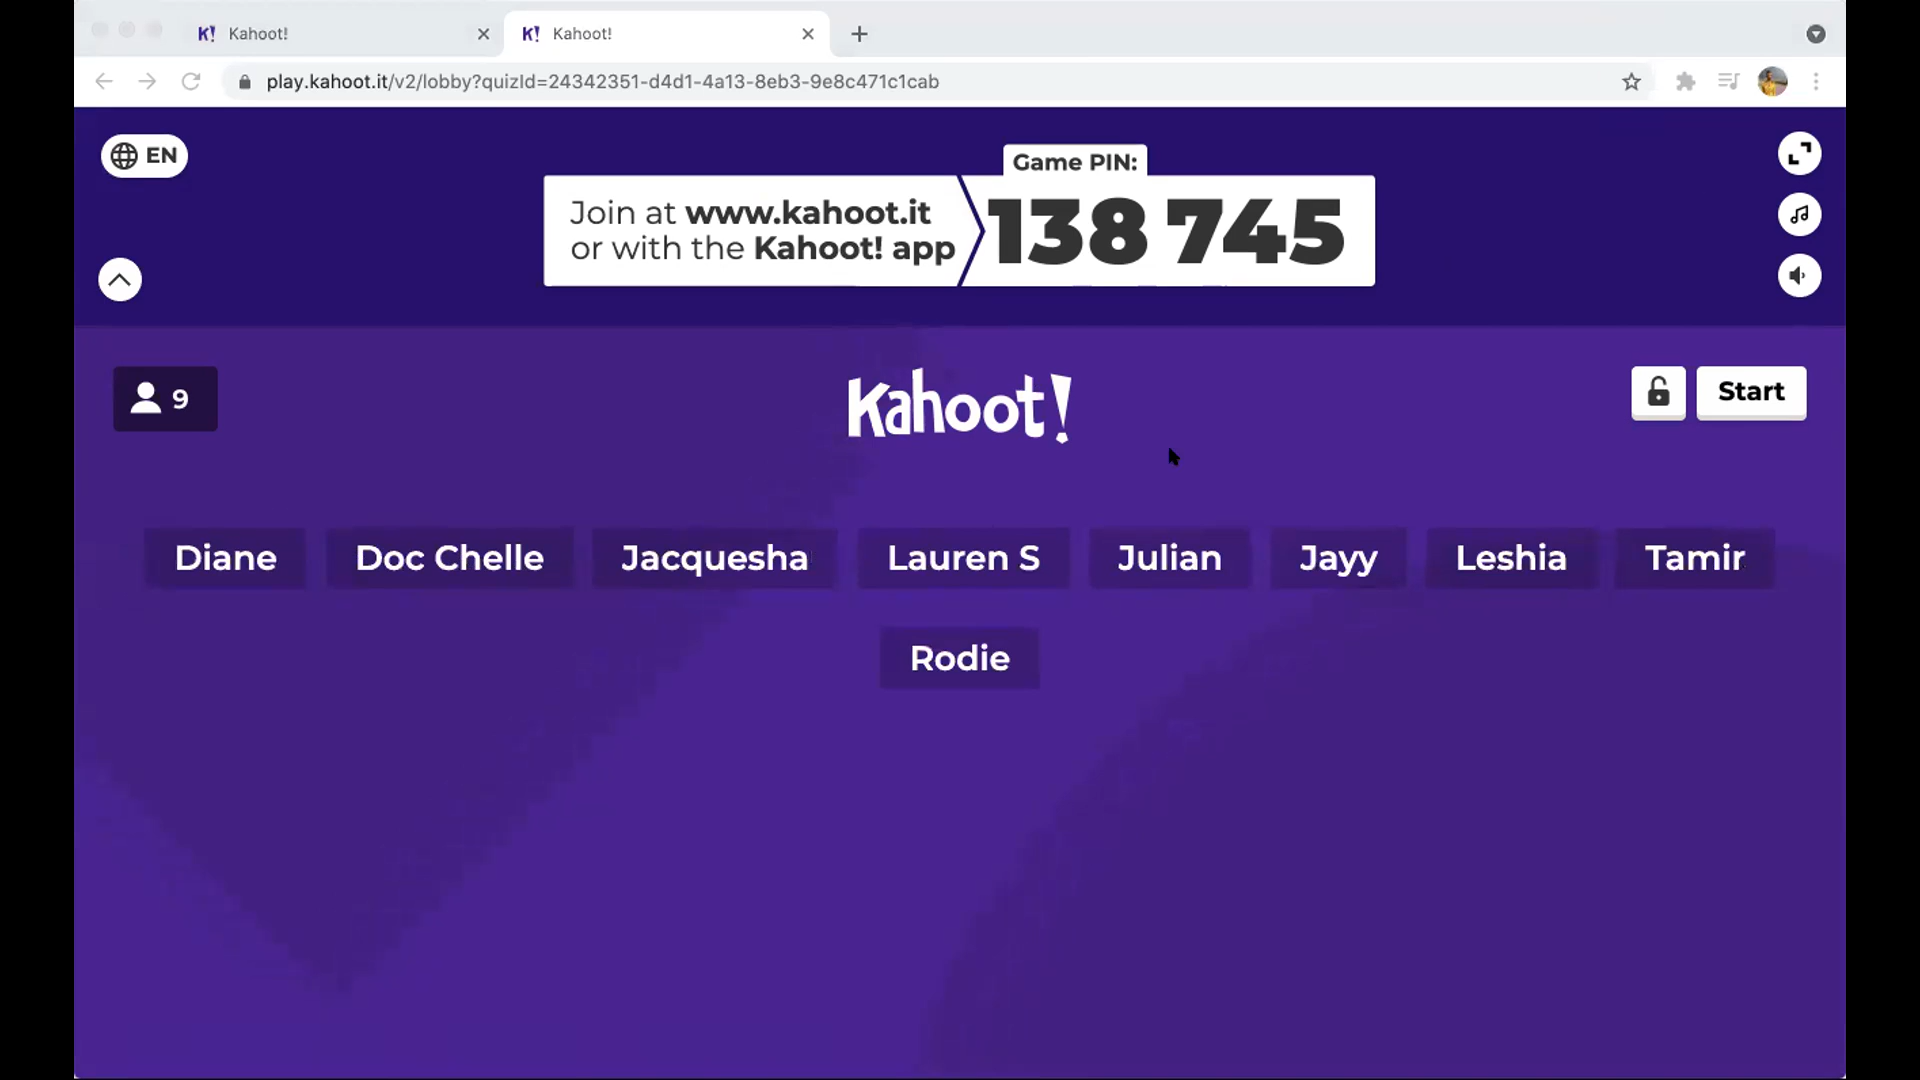 K! Kahoot!
K! Kahoot!
play.kahoot.it/v2/lobby?quizId=24342351-d4d1-4a13-8eb3-9e8c471c1cab
EN
Game PIN:
Join at www.kahoot.it
or with the Kahoot! app
138 745
9
Kahoot!
Start
Diane
Doc Chelle
Jacquesha
Lauren S
Julian
Jayy
Leshia
Tamir
Rodie